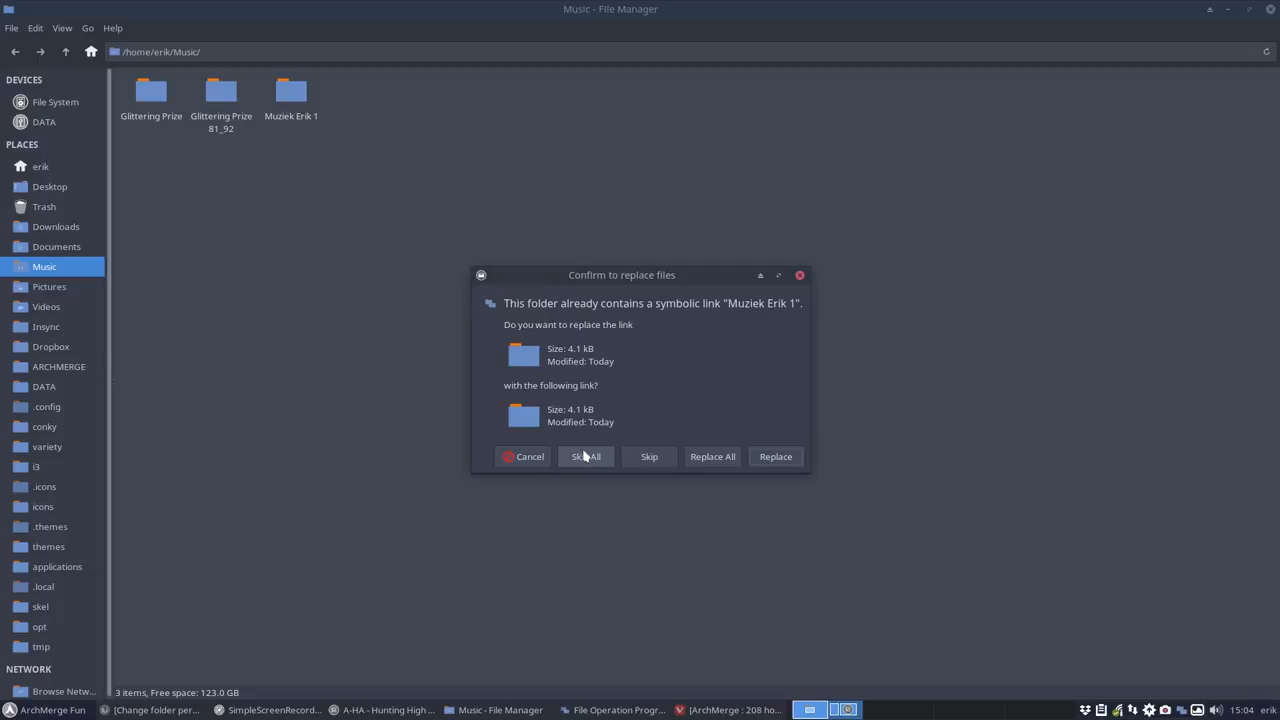 Music - File Manager
File Edit View Go Help
/home/erik/Music/
DEVICES
File System
DATA
PLACES
erik
Desktop
Trash
Downloads
Documents
Music
Pictures
Videos
Insync
Dropbox
ARCHMERGE
DATA
.config
conky
variety
i3
.icons
icons
.themes
themes
applications
.local
skel
opt
tmp
NETWORK
Browse Netw...
Glittering Prize
Glittering Prize
81_92
Muziek Erik 1
Confirm to replace files
This folder already contains a symbolic link "Muziek Erik 1".
Do you want to replace the link
Size: 4.1 kB
Modified: Today
with the following link?
Size: 4.1 kB
Modified: Today
Cancel Skip All Skip Replace All Replace
3 items, Free space: 123.0 GB
ArchMerge Fun [Change folder per... SimpleScreenRecord... A-HA - Hunting High ... Music - File Manager File Operation Progr... [ArchMerge : 208 ho... 15:04 erik